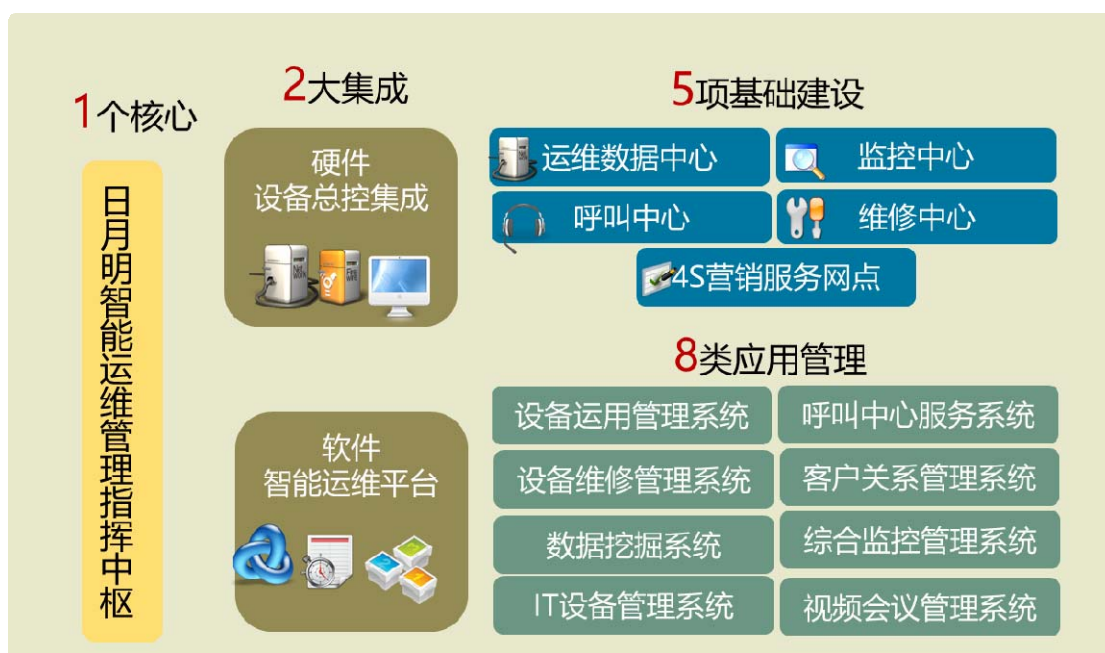 1个核心
日月明智能运维管理指挥中枢
2大集成
硬件
设备总控集成
软件
智能运维平台
5项基础建设
运维数据中心
监控中心
呼叫中心
维修中心
4S营销服务网点
8类应用管理
设备运用管理系统
呼叫中心服务系统
设备维修管理系统
客户关系管理系统
数据挖掘系统
综合监控管理系统
IT设备管理系统
视频会议管理系统